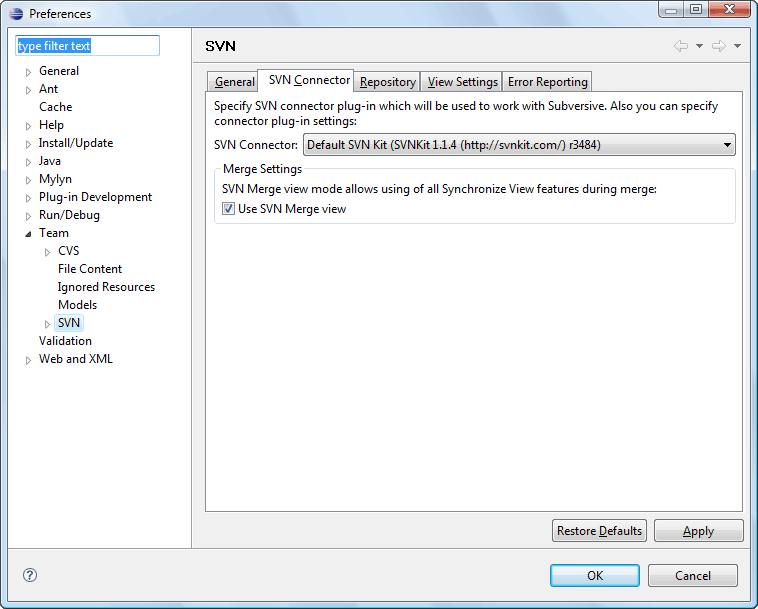 Preferences
type filter text
General
Ant
Cache
Help
Install/Update
Java
Mylyn
Plug-in Development
Run/Debug
Team
CVS
File Content
Ignored Resources
Models
SVN
Validation
Web and XML
SVN
General SVN Connector Repository View Settings Error Reporting
Specify SVN connector plug-in which will be used to work with Subversive. Also you can specify
connector plug-in settings:
SVN Connector: Default SVN Kit (SVNKit 1.1.4 (http://svnkit.com/) r3484)
Merge Settings
SVN Merge view mode allows using of all Synchronize View features during merge:
Use SVN Merge view
Restore Defaults Apply
? OK Cancel